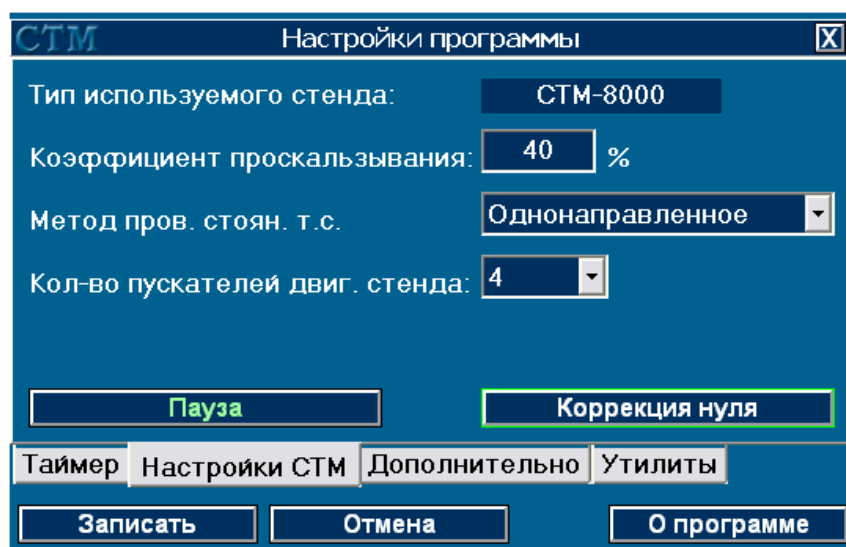 СТМ Настройки программы X
Тип используемого стенда: СТМ-8000
Коэффициент проскальзывания: 40 %
Метод пров. стоян. т.с. Однонаправленное
Кол-во пускателей двиг. стенда: 4
Пауза Коррекция нуля
Таймер Настройки СТМ Дополнительно Утилиты
Записать Отмена О программе